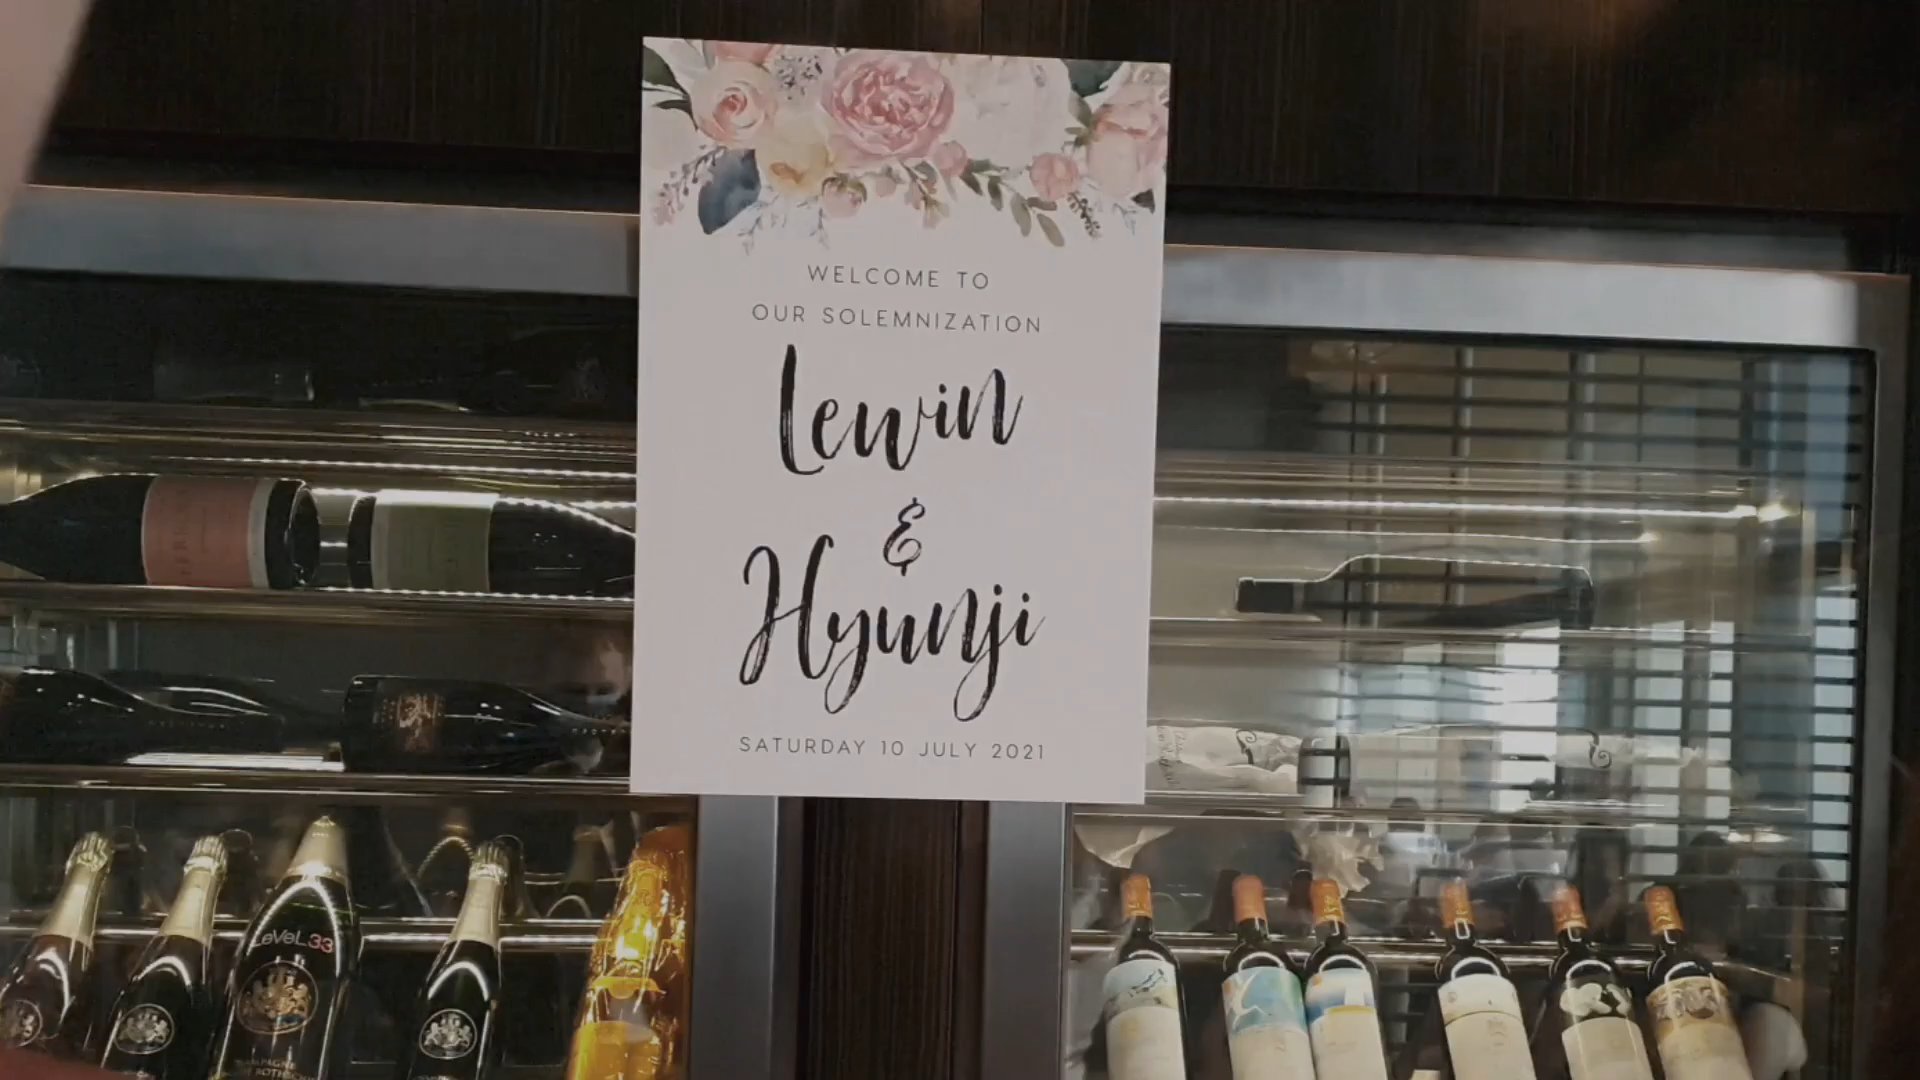 WELCOME TO
OUR SOLEMNIZATION
Lewin
&
Hyunji
SATURDAY 10 JULY 2021
LeVeL33